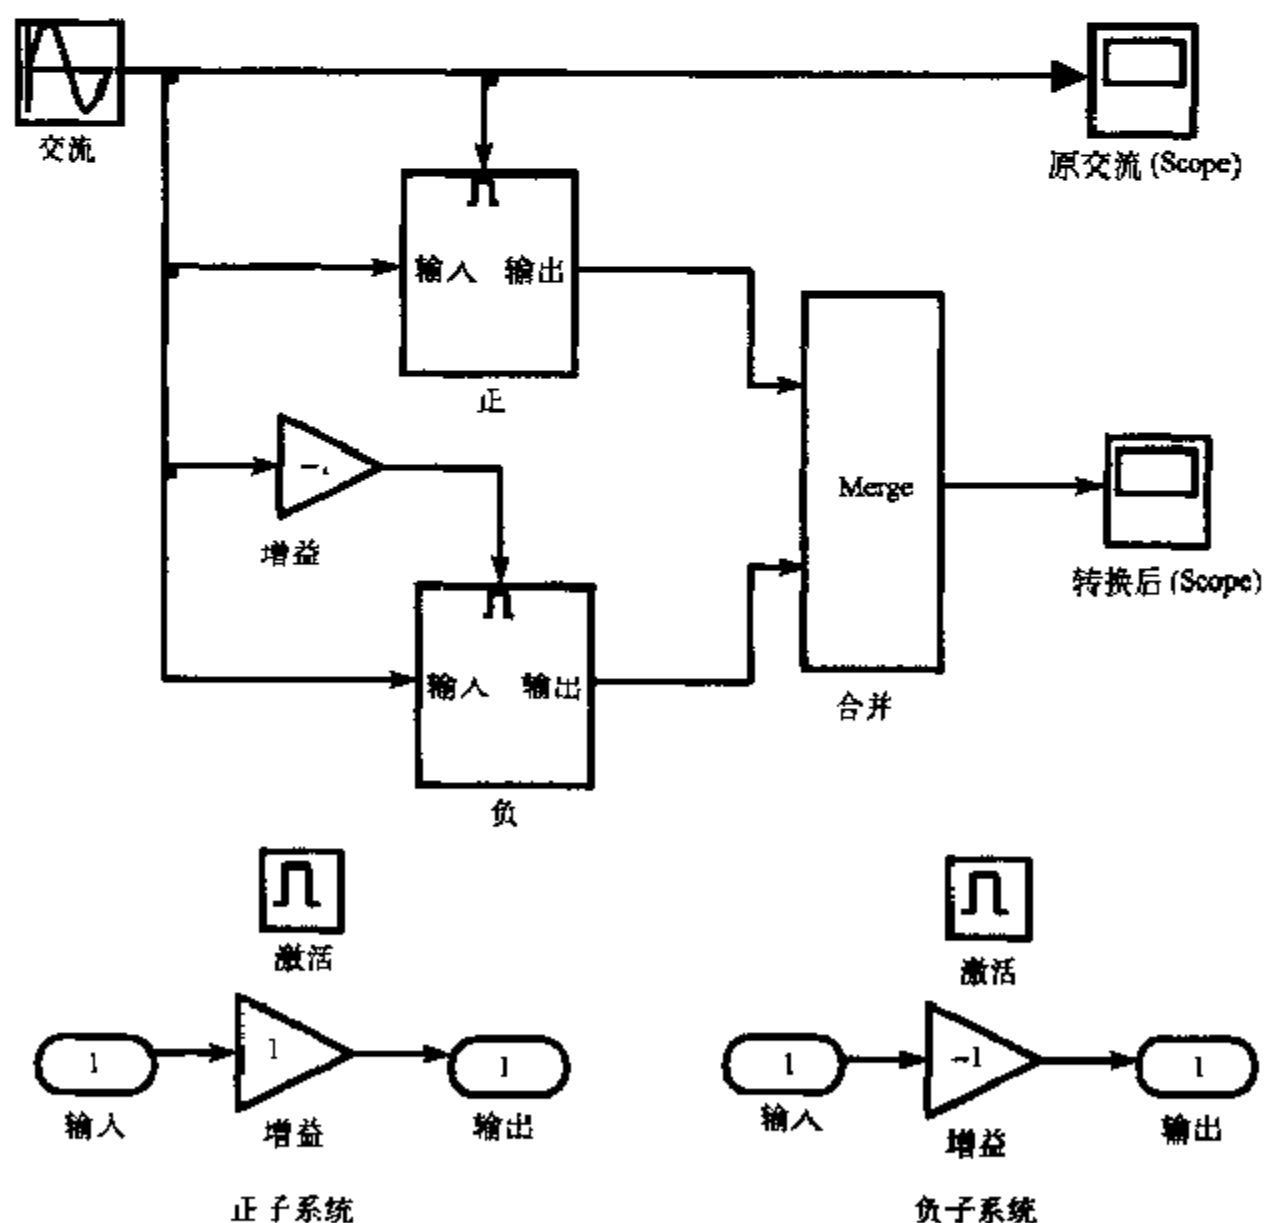 交流
原交流 (Scope)
输入 输出
正
增益
Merge
转换后 (Scope)
输入 输出
合并
负
激活
激活
1
1
1
1
-1
1
输入
增益
输出
输入
增益
输出
正子系统
负子系统